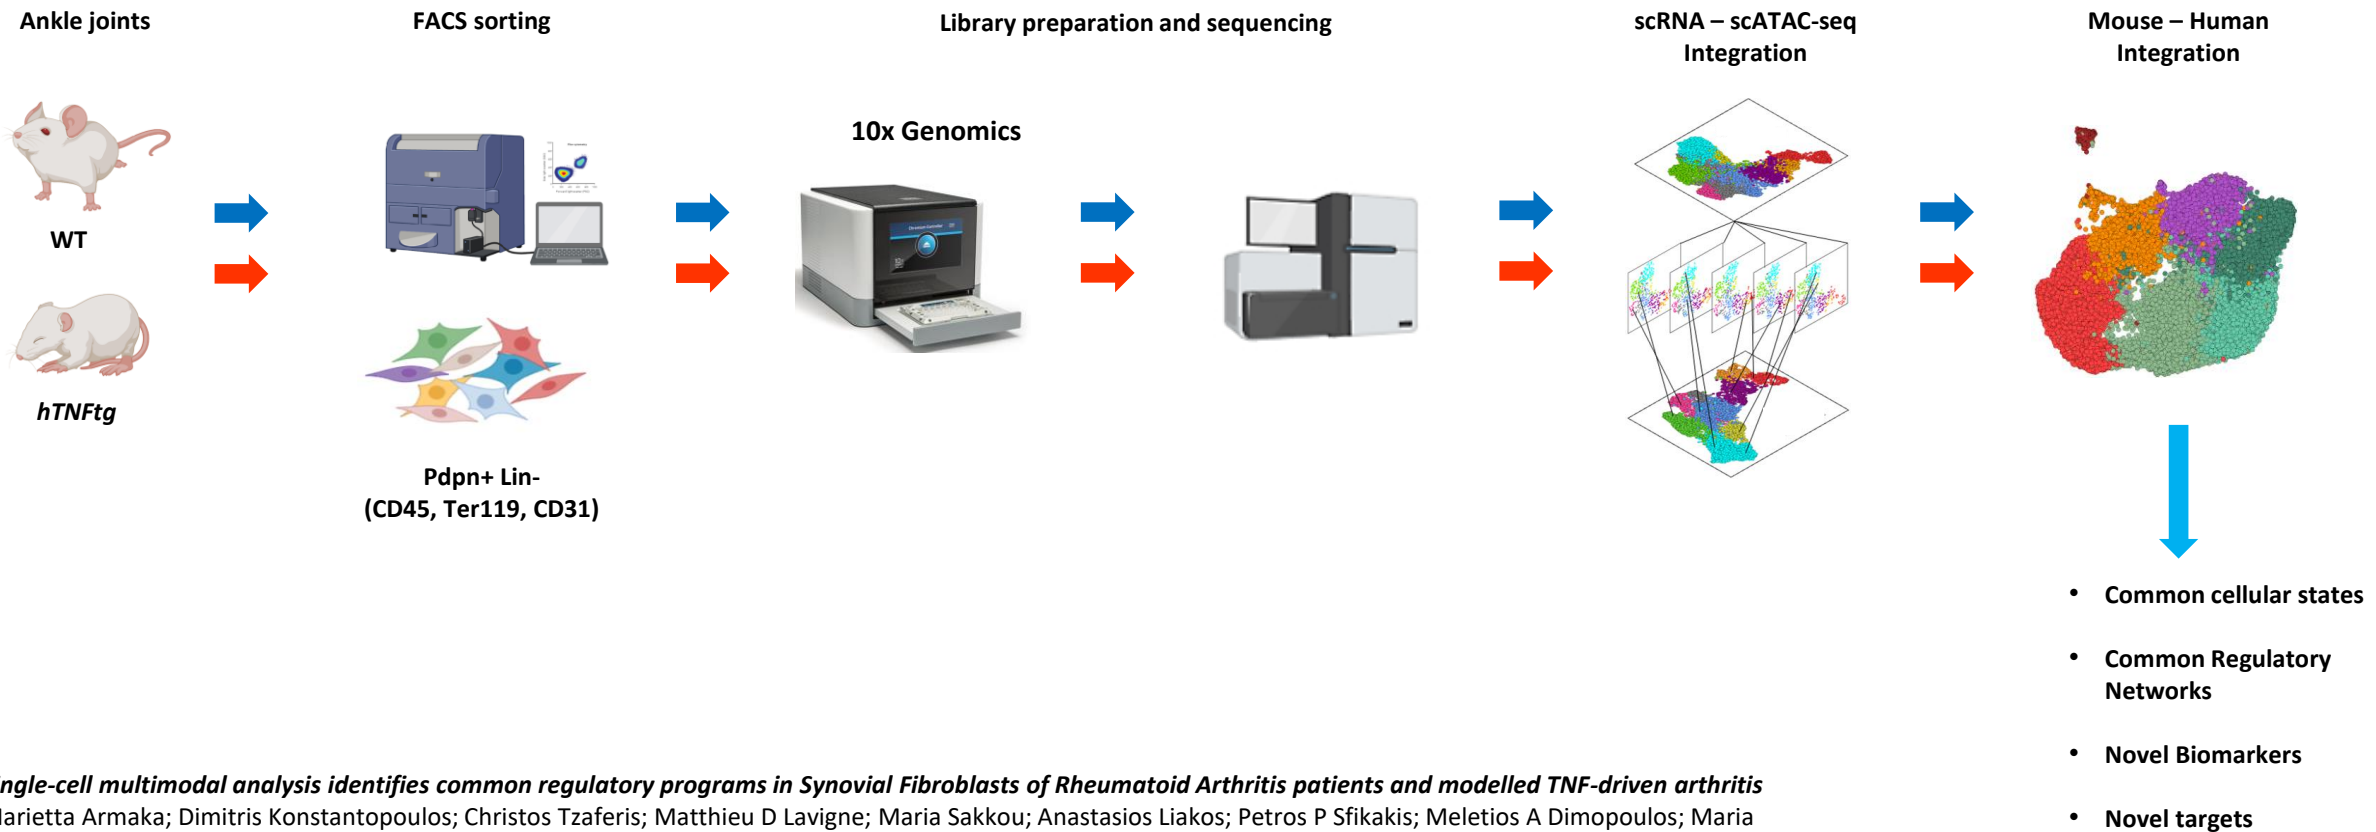 Ankle joints
FACS sorting
Library preparation and sequencing
scRNA – scATAC-seq
Integration
Mouse – Human
Integration
WT
hTNFtg
10x Genomics
Pdpn+ Lin-
(CD45, Ter119, CD31)
• Common cellular states
• Common Regulatory
Networks
• Novel Biomarkers
• Novel targets
multimodal analysis identifies common regulatory programs in Synovial Fibroblasts of Rheumatoid Arthritis patients and modelled TNF-driven arthritis
Armaka; Dimitris Konstantopoulos; Christos Tzaferis; Matthieu D Lavigne; Maria Sakkou; Anastasios Liakos; Petros P Sfikakis; Meletios A Dimopoulos; Maria